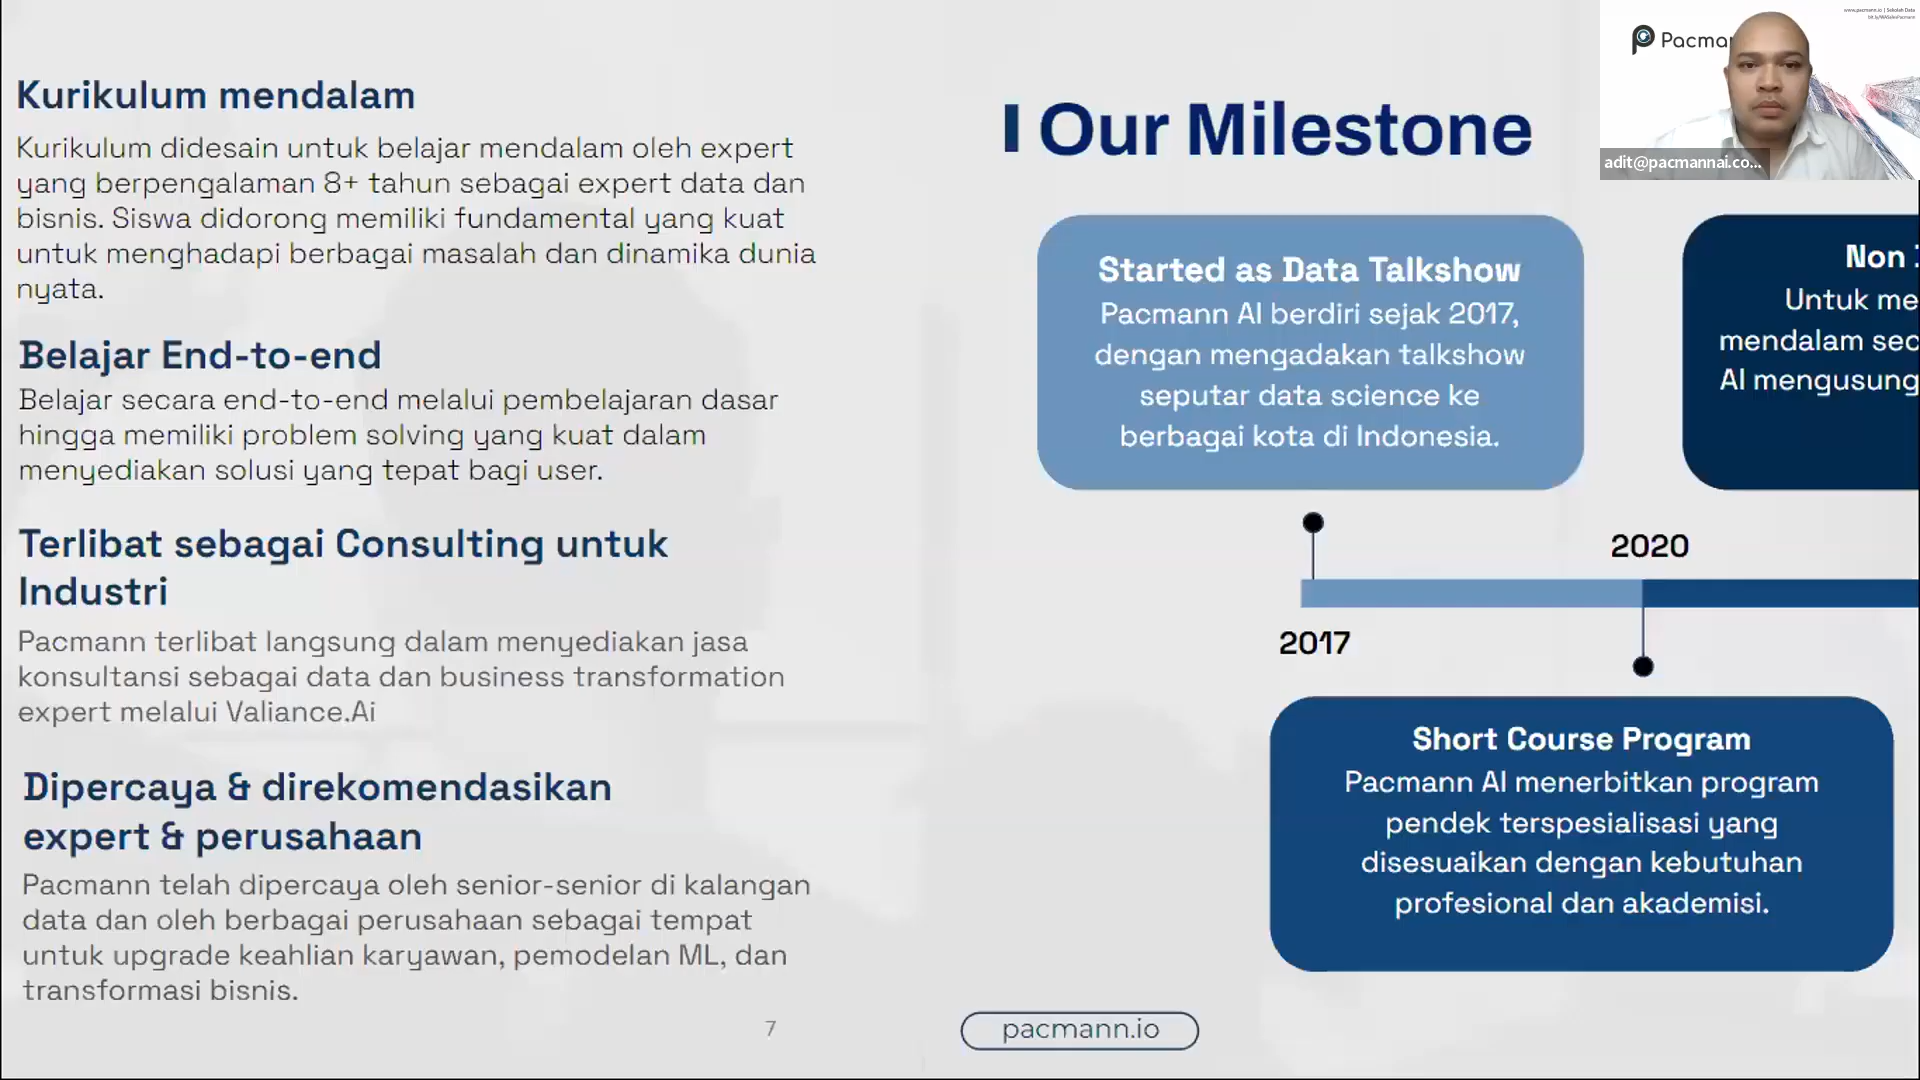 Kurikulum mendalam
Kurikulum didesain untuk belajar mendalam oleh expert
yang berpengalaman 8+ tahun sebagai expert data dan
bisnis. Siswa didorong memiliki fundamental yang kuat
untuk menghadapi berbagai masalah dan dinamika dunia
nyata.
Belajar End-to-end
Belajar secara end-to-end melalui pembelajaran dasar
hingga memiliki problem solving yang kuat dalam
menyediakan solusi yang tepat bagi user.
Terlibat sebagai Consulting untuk
Industri
Pacmann terlibat langsung dalam menyediakan jasa
konsultansi sebagai data dan business transformation
expert melalui Valiance.Ai
Dipercaya & direkomendasikan
expert & perusahaan
Pacmann telah dipercaya oleh senior-senior di kalangan
data dan oleh berbagai perusahaan sebagai tempat
untuk upgrade keahlian karyawan, pemodelan ML, dan
transformasi bisnis.
7
Our Milestone
Started as Data Talkshow
Pacmann AI berdiri sejak 2017,
dengan mengadakan talkshow
seputar data science ke
berbagai kota di Indonesia.
Non
Untuk me
mendalam sec
AI mengusung
2020
2017
Short Course Program
Pacmann AI menerbitkan program
pendek terspesialisasi yang
disesuaikan dengan kebutuhan
profesional dan akademisi.
pacmann.io
www.pacmann.io | Sekolah Data
Pacma
adit@pacmannai.co...